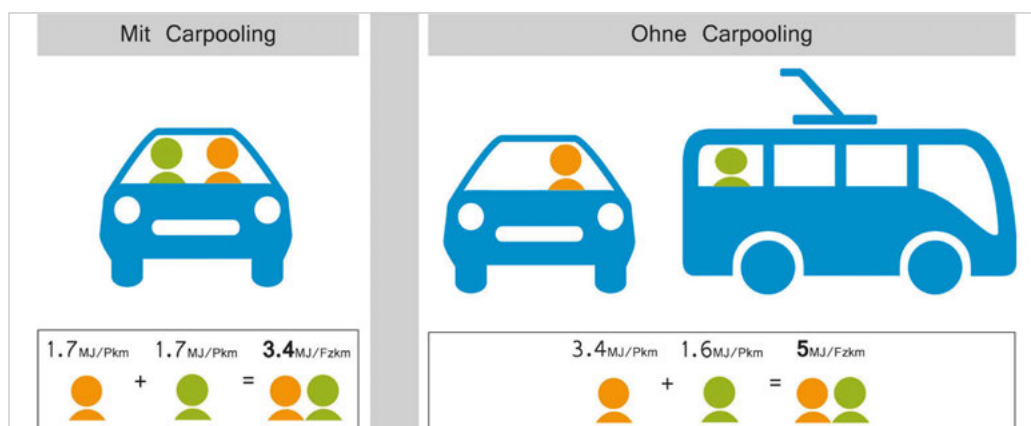 Mit Carpooling
Ohne Carpooling
1.7MJ/Pkm 1.7MJ/Pkm 3.4MJ/Fzkm
+ =
3.4MJ/Pkm 1.6MJ/Pkm 5MJ/Fzkm
+ =